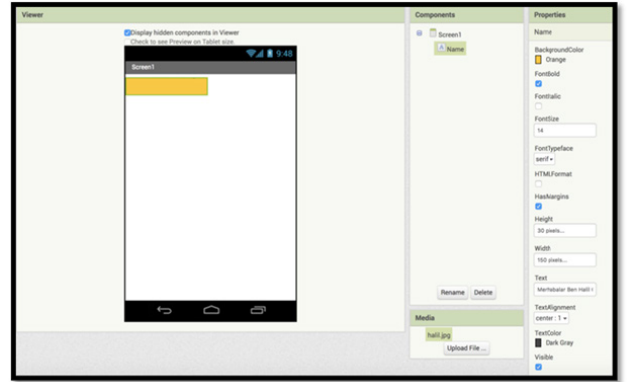 Viewer
Display hidden components in Viewer
Check to see Preview on Tablet size.
9:48
Screen1
Components
Screen1
Name
Rename
Delete
Media
halil.jpg
Upload File ...
Properties
Name
BackgroundColor
Orange
FontBold
FontItalic
FontSize
14
FontTypeface
serif
HTMLFormat
HasMargins
Height
30 pixels...
Width
150 pixels...
Text
Merhabalar Ben Halil
TextAlignment
center : 1
TextColor
Dark Gray
Visible